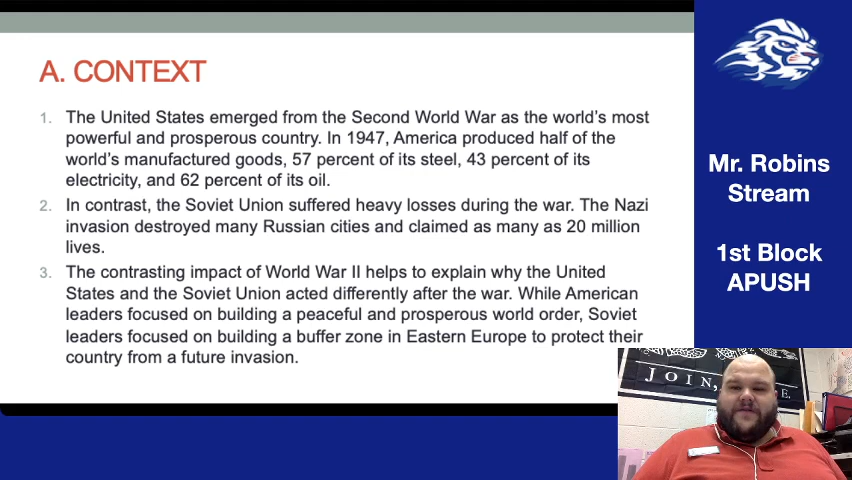 A. CONTEXT
1. The United States emerged from the Second World War as the world's most
powerful and prosperous country. In 1947, America produced half of the
world's manufactured goods, 57 percent of its steel, 43 percent of its
electricity, and 62 percent of its oil.
2. In contrast, the Soviet Union suffered heavy losses during the war. The Nazi
invasion destroyed many Russian cities and claimed as many as 20 million
lives.
3. The contrasting impact of World War II helps to explain why the United
States and the Soviet Union acted differently after the war. While American
leaders focused on building a peaceful and prosperous world order, Soviet
leaders focused on building a buffer zone in Eastern Europe to protect their
country from a future invasion.
Mr. Robins
Stream
1st Block
APUSH
JOIN,